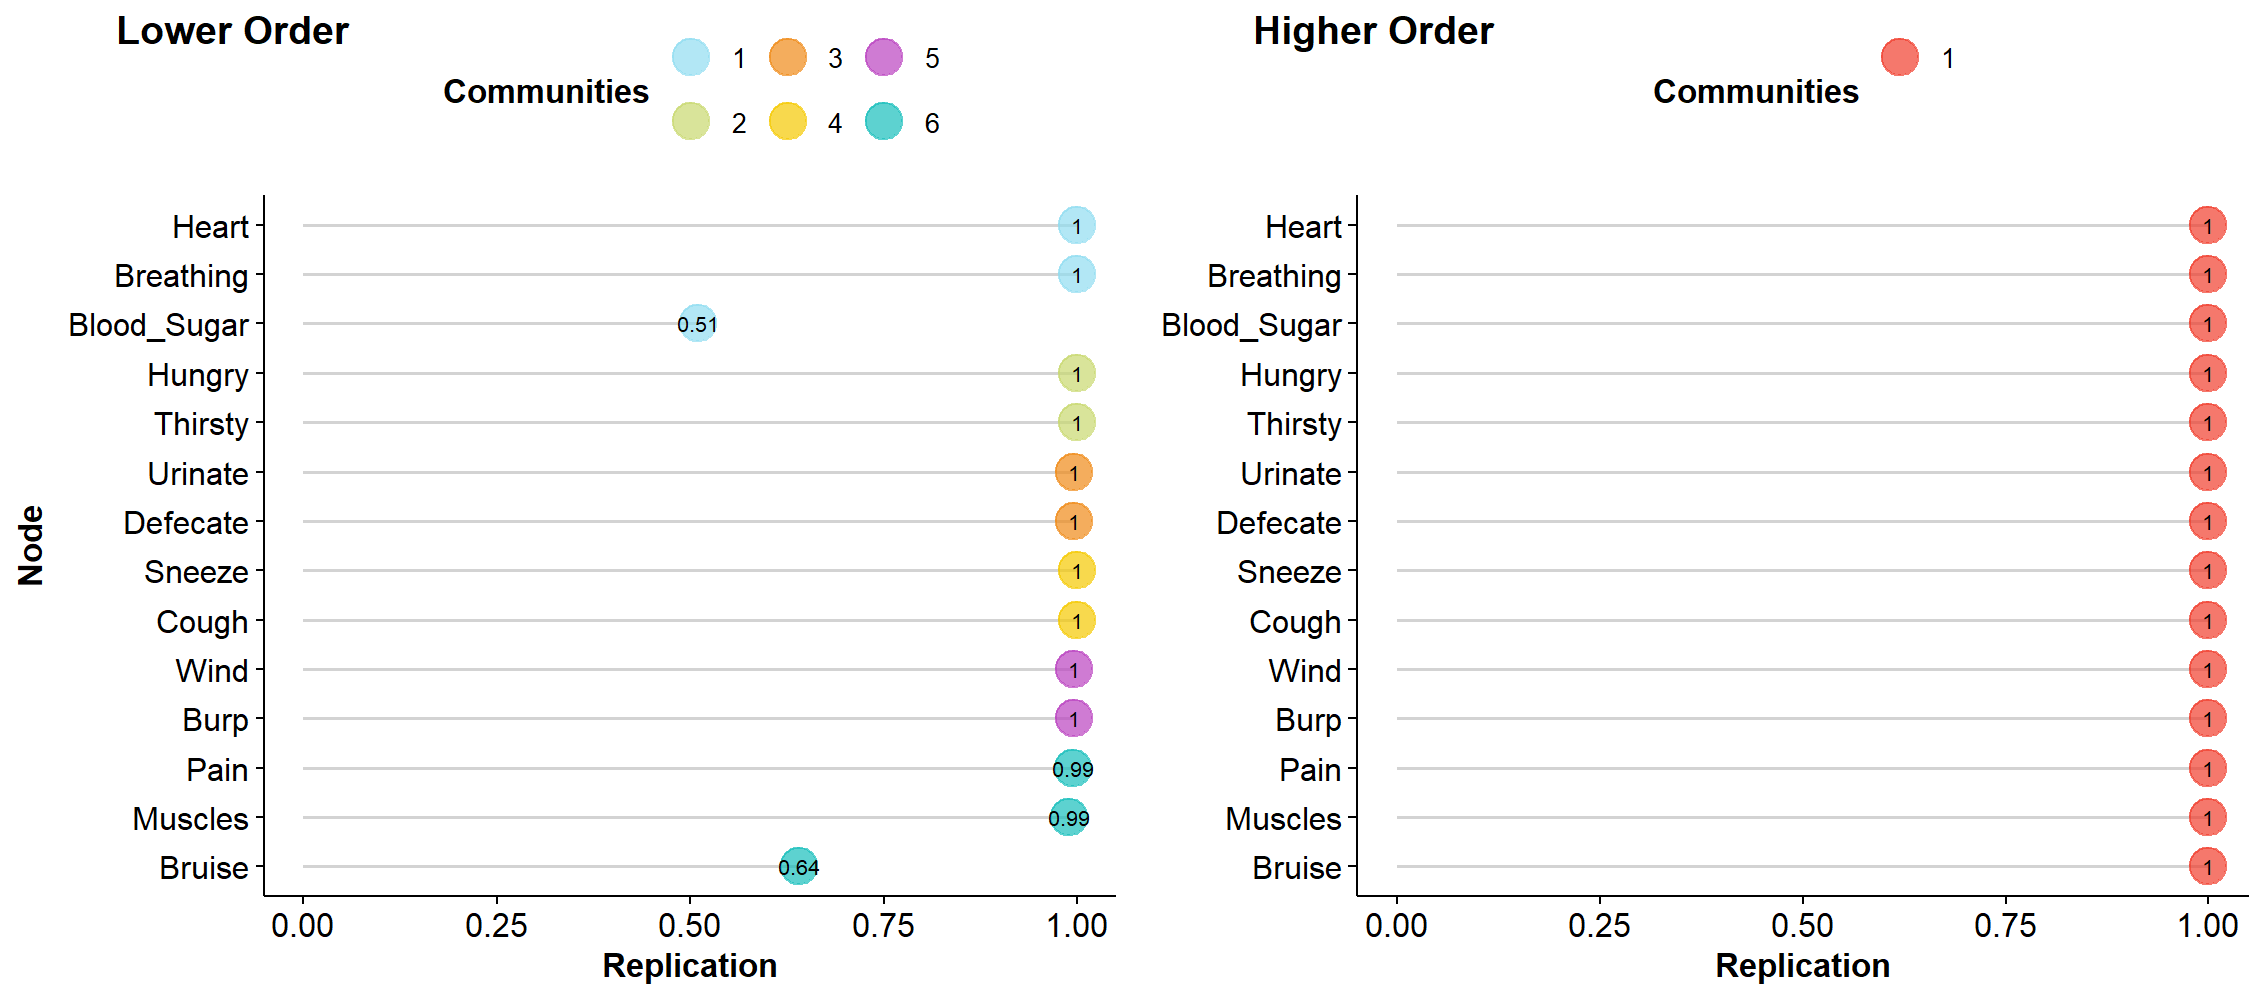 Lower Order
Communities
1 3 5
2 4 6
Heart 1
Breathing 1
Blood_Sugar 0.51
Hungry 1
Thirsty 1
Urinate 1
Defecate 1
Sneeze 1
Cough 1
Wind 1
Burp 1
Pain 0.99
Muscles 0.99
Bruise 0.64
Node
0.00 0.25 0.50 0.75 1.00
Replication
Higher Order
Communities
1
Heart 1
Breathing 1
Blood_Sugar 1
Hungry 1
Thirsty 1
Urinate 1
Defecate 1
Sneeze 1
Cough 1
Wind 1
Burp 1
Pain 1
Muscles 1
Bruise 1
0.00 0.25 0.50 0.75 1.00
Replication